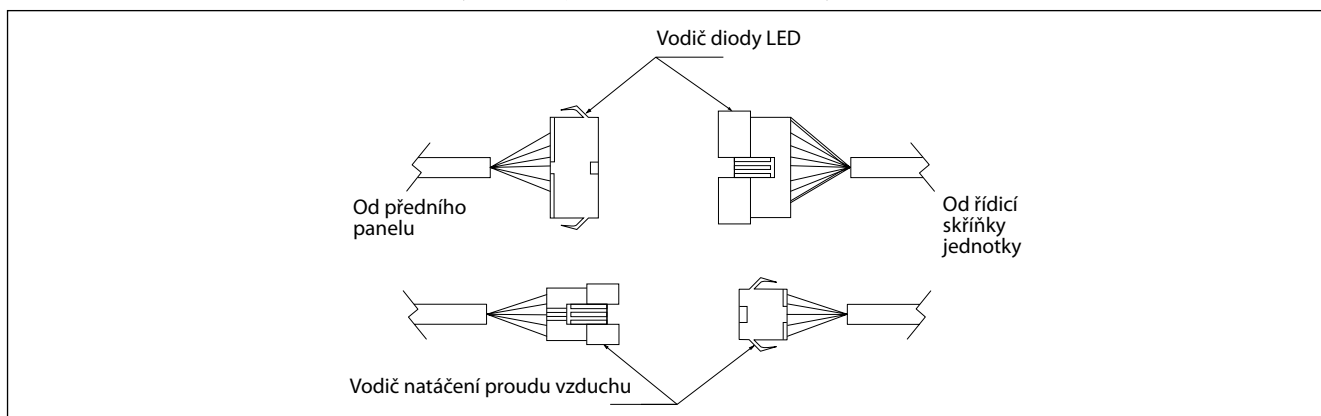 Vodič diody LED
Od předního
panelu
Od řídicí
skříňky
jednotky
Vodič natáčení proudu vzduchu